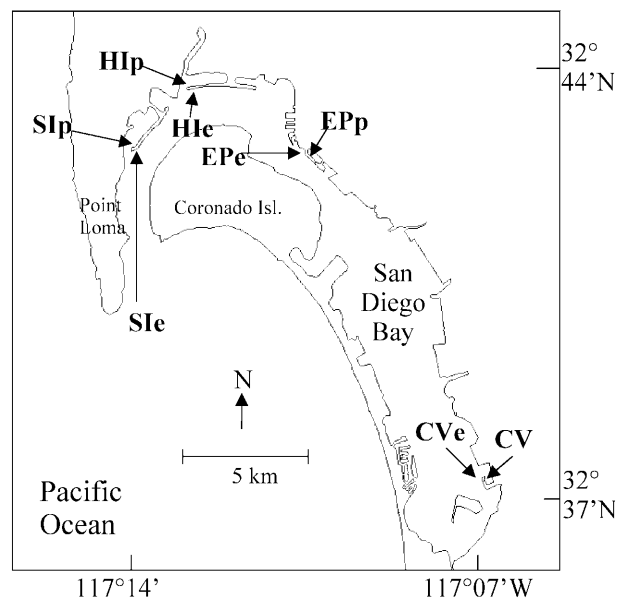 32°
44'N
HIp
SIp
HIe
EPp
EPe
Point
Loma
Coronado Isl.
San
Diego
Bay
SIe
N
5 km
CVe
CV
Pacific
Ocean
32°
37'N
117°14'
117°07'W